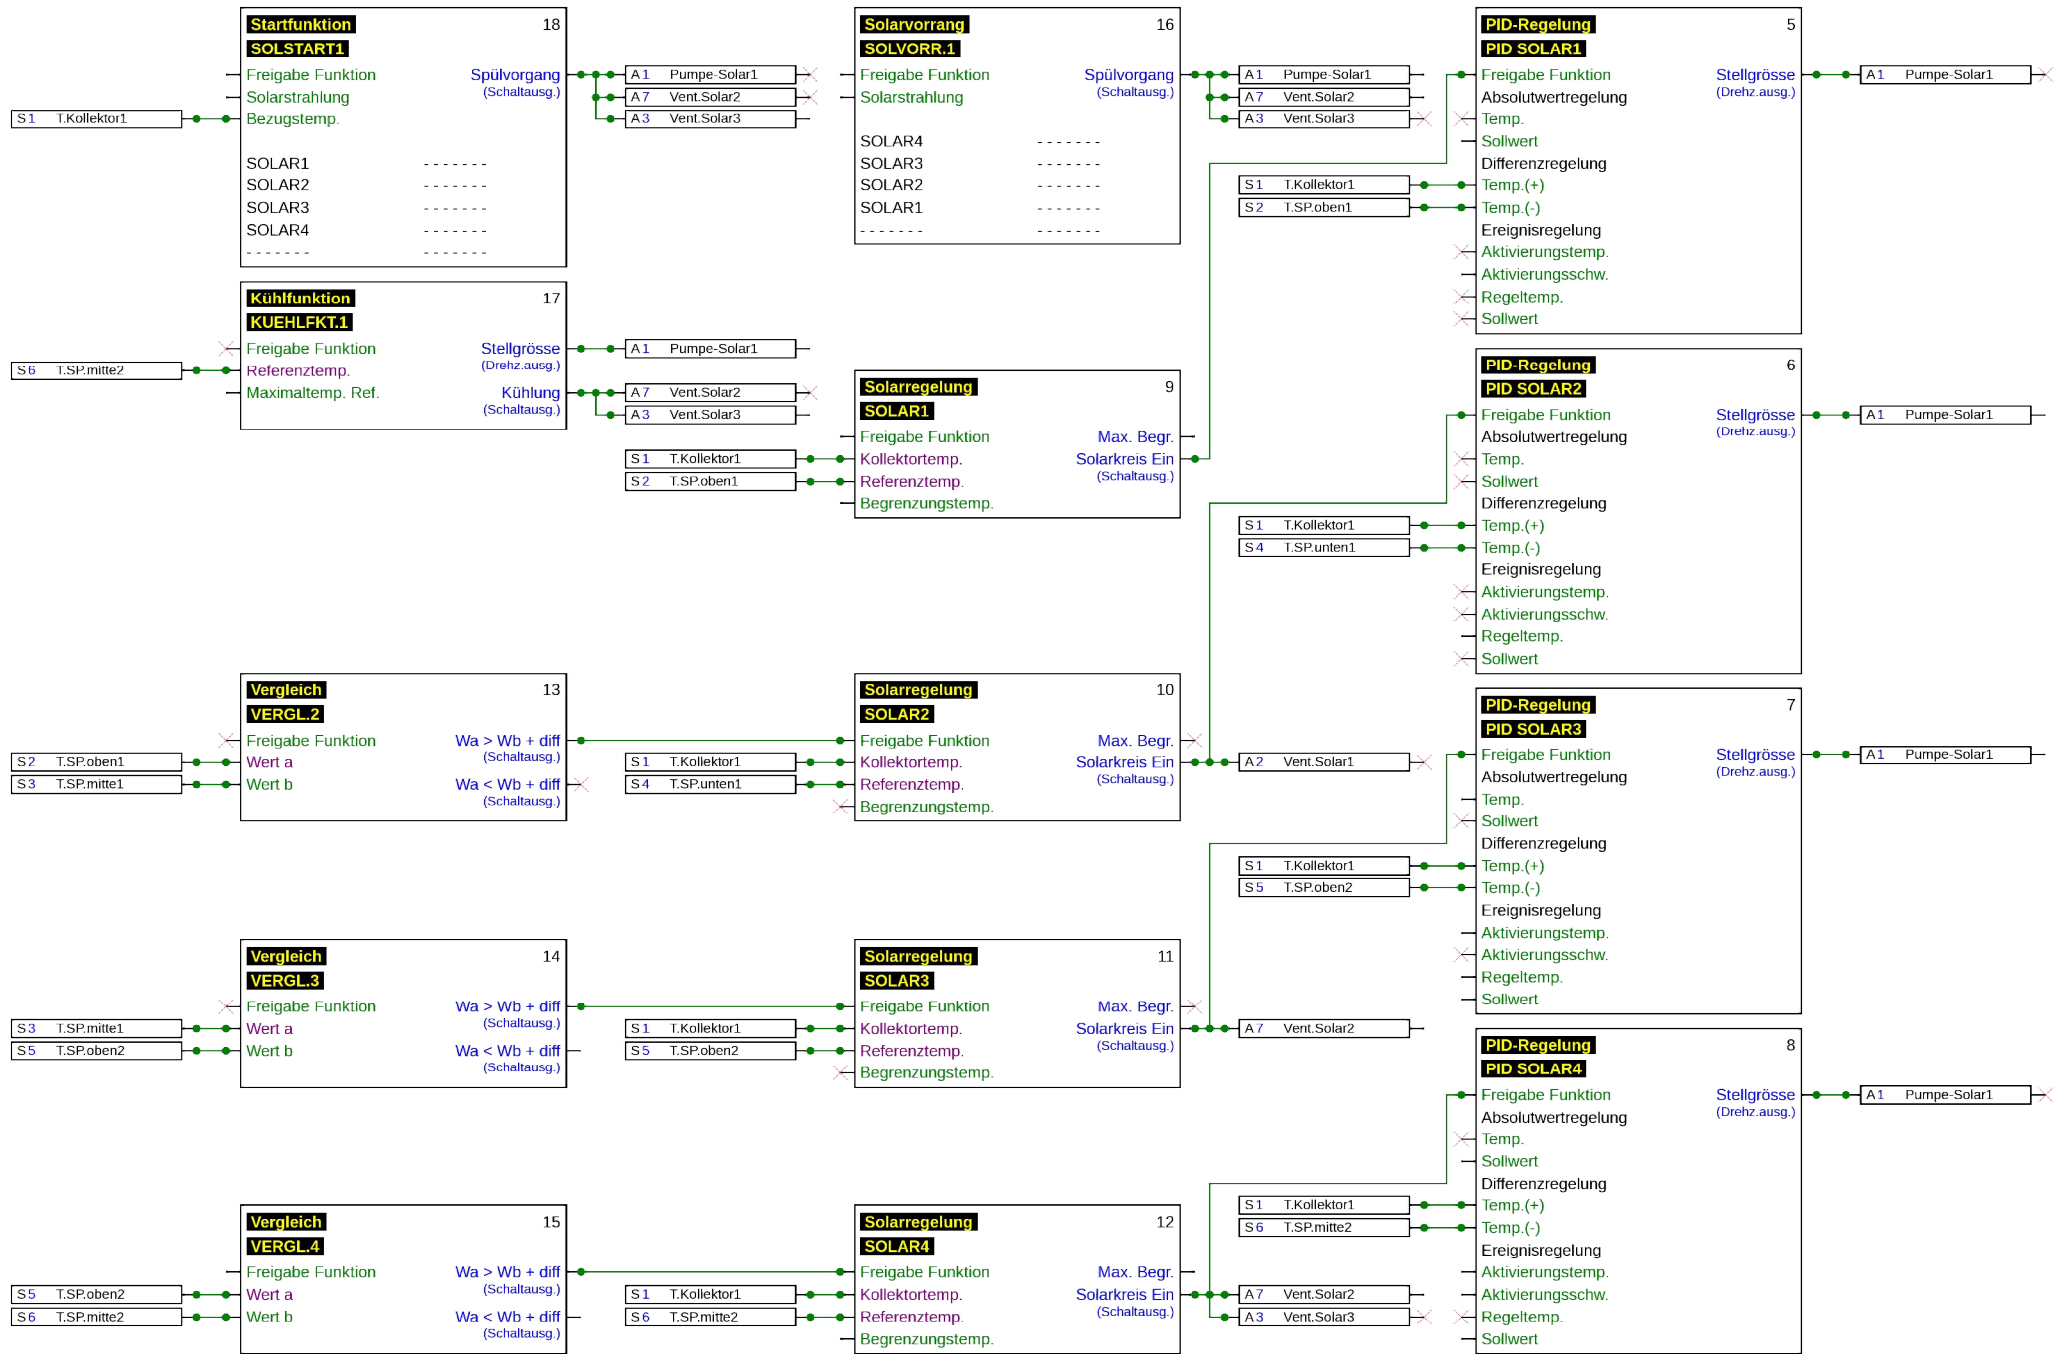 Startfunktion 18
SOLSTART1
Freigabe Funktion Spülvorgang
(Schaltausg.)
Solarstrahlung
Bezugstemp.
S1 T.Kollektor1
A1 Pumpe-Solar1
A7 Vent.Solar2
A3 Vent.Solar3
SOLAR1 - - - - - - -
SOLAR2 - - - - - - -
SOLAR3 - - - - - - -
SOLAR4 - - - - - - -
- - - - - - - - - - - - - -
Kühlfunktion 17
KUEHLFKT.1
Freigabe Funktion Stellgrösse
(Drehz.ausg.)
S6 T.SP.mitte2
Referenztemp.
Maximaltemp. Ref. Kühlung
(Schaltausg.)
A1 Pumpe-Solar1
A7 Vent.Solar2
A3 Vent.Solar3
Vergleich 13
VERGL.2
Freigabe Funktion Wa > Wb + diff
(Schaltausg.)
S2 T.SP.oben1 Wert a
S3 T.SP.mitte1 Wert b Wa < Wb + diff
(Schaltausg.)
Vergleich 14
VERGL.3
Freigabe Funktion Wa > Wb + diff
(Schaltausg.)
S3 T.SP.mitte1 Wert a
S5 T.SP.oben2 Wert b Wa < Wb + diff
(Schaltausg.)
Vergleich 15
VERGL.4
Freigabe Funktion Wa > Wb + diff
(Schaltausg.)
S5 T.SP.oben2 Wert a
S6 T.SP.mitte2 Wert b Wa < Wb + diff
(Schaltausg.)
Solarvorrang 16
SOLVORR.1
Freigabe Funktion Spülvorgang
(Schaltausg.)
Solarstrahlung
A1 Pumpe-Solar1
A7 Vent.Solar2
A3 Vent.Solar3
SOLAR4 - - - - - - -
SOLAR3 - - - - - - -
SOLAR2 - - - - - - -
SOLAR1 - - - - - - -
- - - - - - - - - - - - - -
Solarregelung 9
SOLAR1
Freigabe Funktion Max. Begr.
S1 T.Kollektor1 Kollektortemp. Solarkreis Ein
(Schaltausg.)
S2 T.SP.oben1 Referenztemp.
Begrenzungstemp.
Solarregelung 10
SOLAR2
Freigabe Funktion Max. Begr.
S1 T.Kollektor1 Kollektortemp. Solarkreis Ein A2 Vent.Solar1
(Schaltausg.)
S4 T.SP.unten1 Referenztemp.
Begrenzungstemp.
Solarregelung 11
SOLAR3
Freigabe Funktion Max. Begr.
S1 T.Kollektor1 Kollektortemp. Solarkreis Ein A7 Vent.Solar2
(Schaltausg.)
S5 T.SP.oben2 Referenztemp.
Begrenzungstemp.
Solarregelung 12
SOLAR4
Freigabe Funktion Max. Begr.
S1 T.Kollektor1 Kollektortemp. Solarkreis Ein A7 Vent.Solar2
(Schaltausg.)
S6 T.SP.mitte2 Referenztemp. A3 Vent.Solar3
Begrenzungstemp.
PID-Regelung 5
PID SOLAR1
Freigabe Funktion Stellgrösse A1 Pumpe-Solar1
(Drehz.ausg.)
Absolutwertregelung
Temp.
Sollwert
Differenzregelung
S1 T.Kollektor1 Temp.(+)
S2 T.SP.oben1 Temp.(-)
Ereignisregelung
Aktivierungstemp.
Aktivierungsschw.
Regeltemp.
Sollwert
PID-Regelung 6
PID SOLAR2
Freigabe Funktion Stellgrösse A1 Pumpe-Solar1
(Drehz.ausg.)
Absolutwertregelung
Temp.
Sollwert
Differenzregelung
S1 T.Kollektor1 Temp.(+)
S4 T.SP.unten1 Temp.(-)
Ereignisregelung
Aktivierungstemp.
Aktivierungsschw.
Regeltemp.
Sollwert
PID-Regelung 7
PID SOLAR3
Freigabe Funktion Stellgrösse A1 Pumpe-Solar1
(Drehz.ausg.)
Absolutwertregelung
Temp.
Sollwert
Differenzregelung
S1 T.Kollektor1 Temp.(+)
S5 T.SP.oben2 Temp.(-)
Ereignisregelung
Aktivierungstemp.
Aktivierungsschw.
Regeltemp.
Sollwert
PID-Regelung 8
PID SOLAR4
Freigabe Funktion Stellgrösse A1 Pumpe-Solar1
(Drehz.ausg.)
Absolutwertregelung
Temp.
Sollwert
Differenzregelung
S1 T.Kollektor1 Temp.(+)
S6 T.SP.mitte2 Temp.(-)
Ereignisregelung
Aktivierungstemp.
Aktivierungsschw.
Regeltemp.
Sollwert